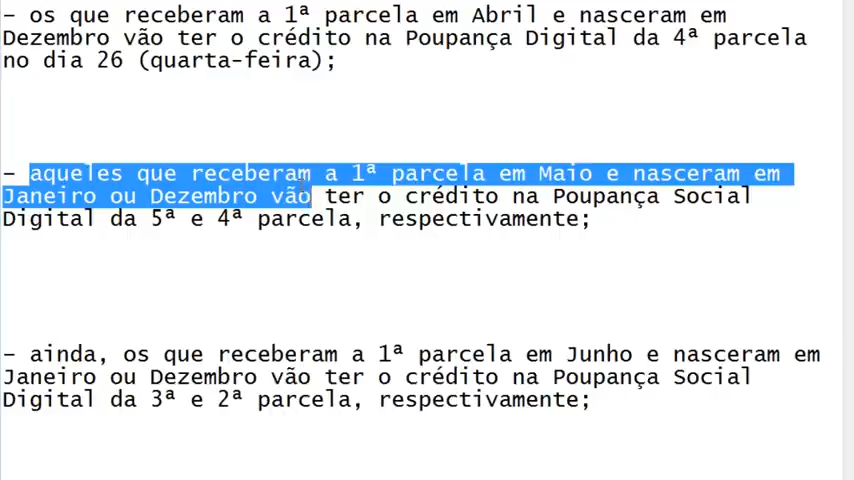 – os que receberam a 1ª parcela em Abril e nasceram em
Dezembro vão ter o crédito na Poupança Digital da 4ª parcela
no dia 26 (quarta-feira);
– aqueles que receberam a 1ª parcela em Maio e nasceram em
Janeiro ou Dezembro vão ter o crédito na Poupança Social
Digital da 5ª e 4ª parcela, respectivamente;
– ainda, os que receberam a 1ª parcela em Junho e nasceram em
Janeiro ou Dezembro vão ter o crédito na Poupança Social
Digital da 3ª e 2ª parcela, respectivamente;